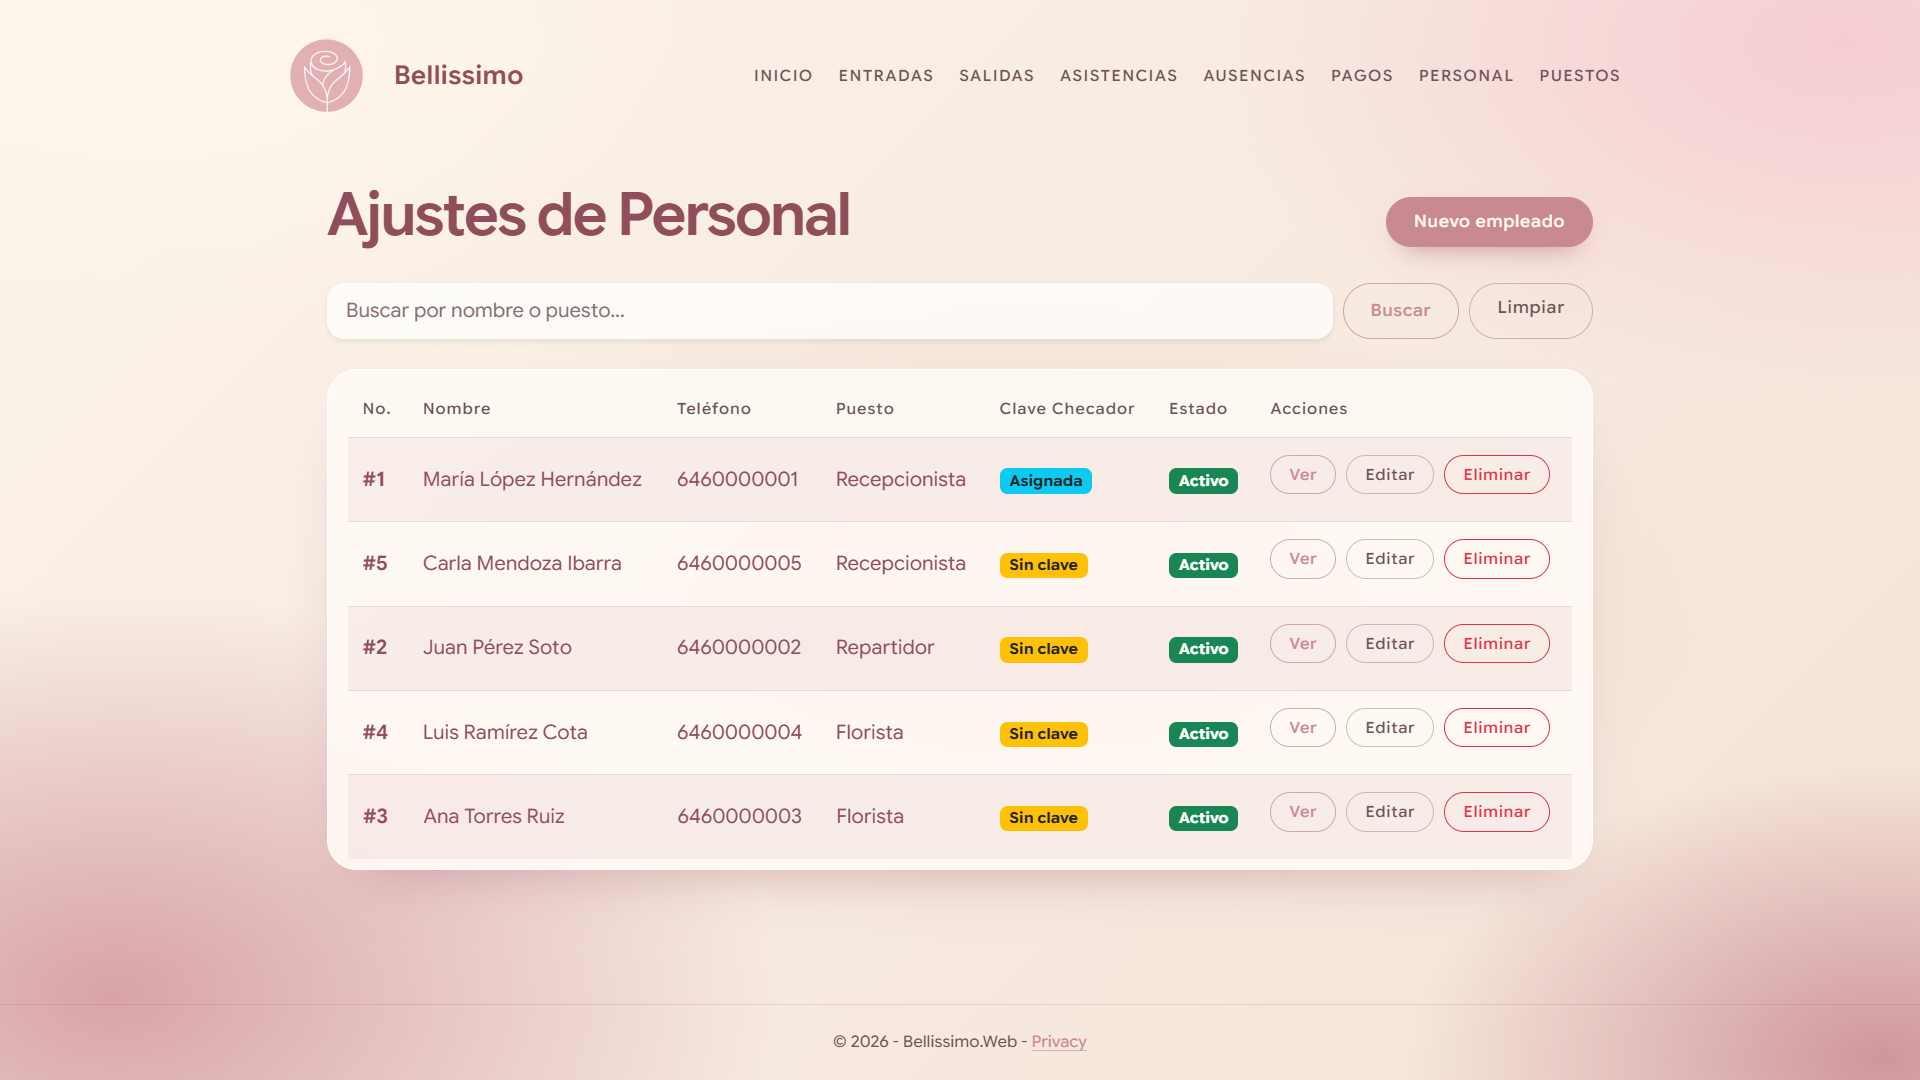 Bellissimo
INICIO ENTRADAS SALIDAS ASISTENCIAS AUSENCIAS PAGOS PERSONAL PUESTOS
Ajustes de Personal
Nuevo empleado
Buscar por nombre o puesto...
Buscar
Limpiar
No. Nombre Teléfono Puesto Clave Checador Estado Acciones
#1 María López Hernández 6460000001 Recepcionista Asignada Activo Ver Editar Eliminar
#5 Carla Mendoza Ibarra 6460000005 Recepcionista Sin clave Activo Ver Editar Eliminar
#2 Juan Pérez Soto 6460000002 Repartidor Sin clave Activo Ver Editar Eliminar
#4 Luis Ramírez Cota 6460000004 Florista Sin clave Activo Ver Editar Eliminar
#3 Ana Torres Ruiz 6460000003 Florista Sin clave Activo Ver Editar Eliminar
© 2026 - Bellissimo.Web - Privacy